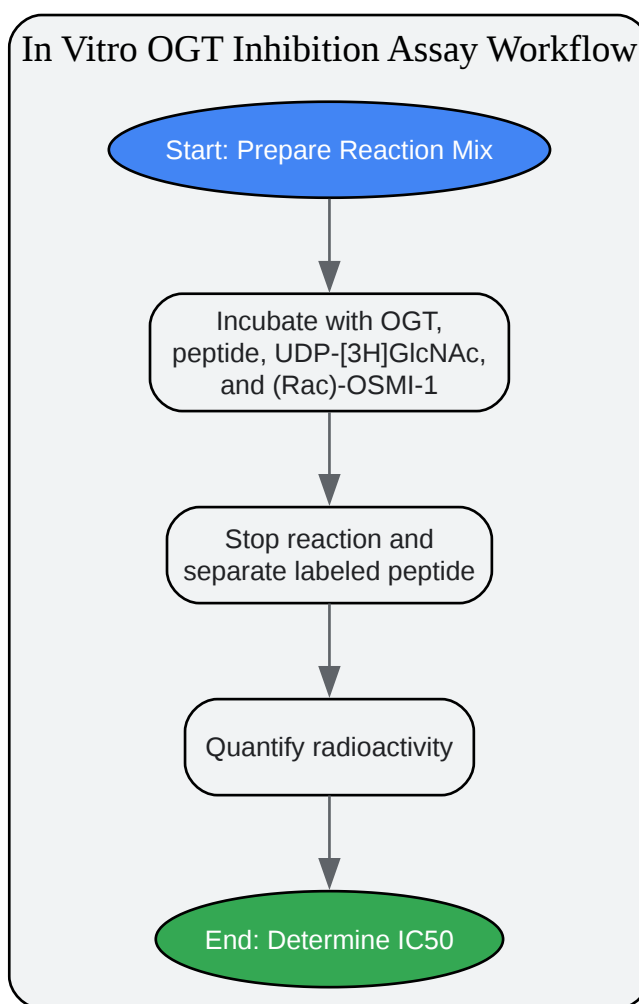 In Vitro OGT Inhibition Assay Workflow
Start: Prepare Reaction Mix
Incubate with OGT,
peptide, UDP-[3H]GlcNAc,
and (Rac)-OSMI-1
Stop reaction and
separate labeled peptide
Quantify radioactivity
End: Determine IC50